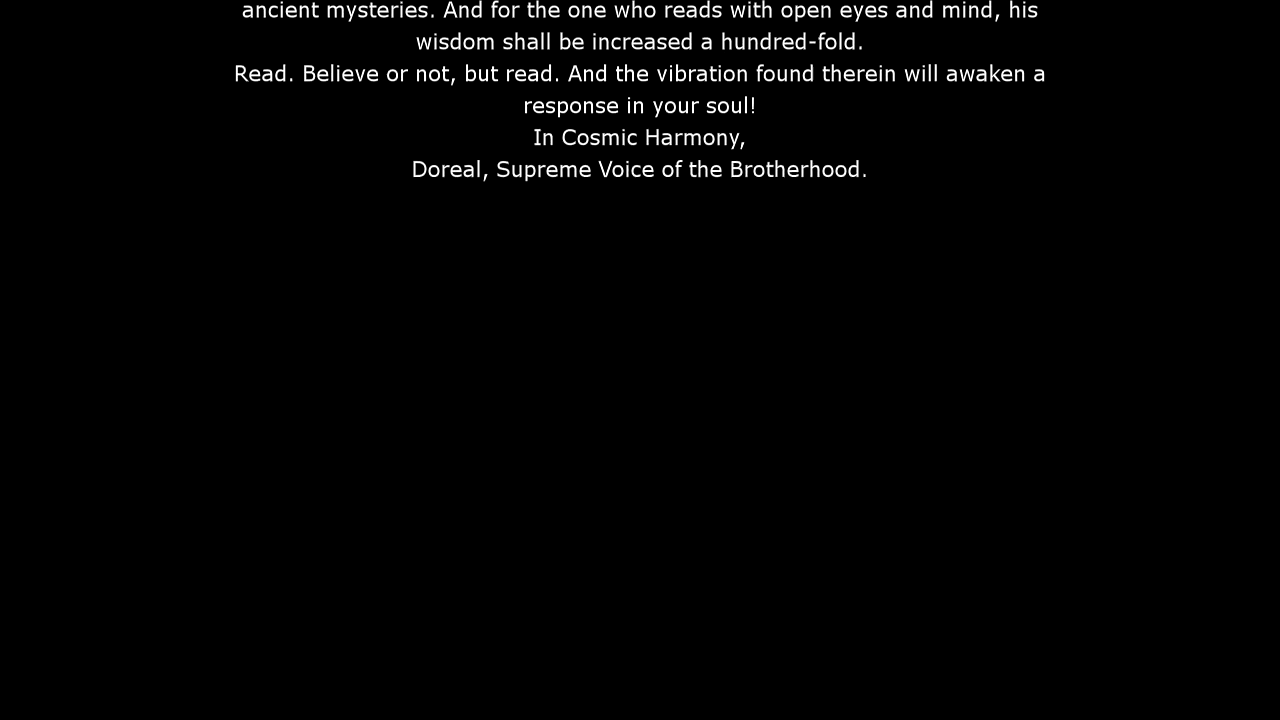 ancient mysteries. And for the one who reads with open eyes and mind, his
wisdom shall be increased a hundred-fold.
Read. Believe or not, but read. And the vibration found therein will awaken a
response in your soul!
In Cosmic Harmony,
Doreal, Supreme Voice of the Brotherhood.